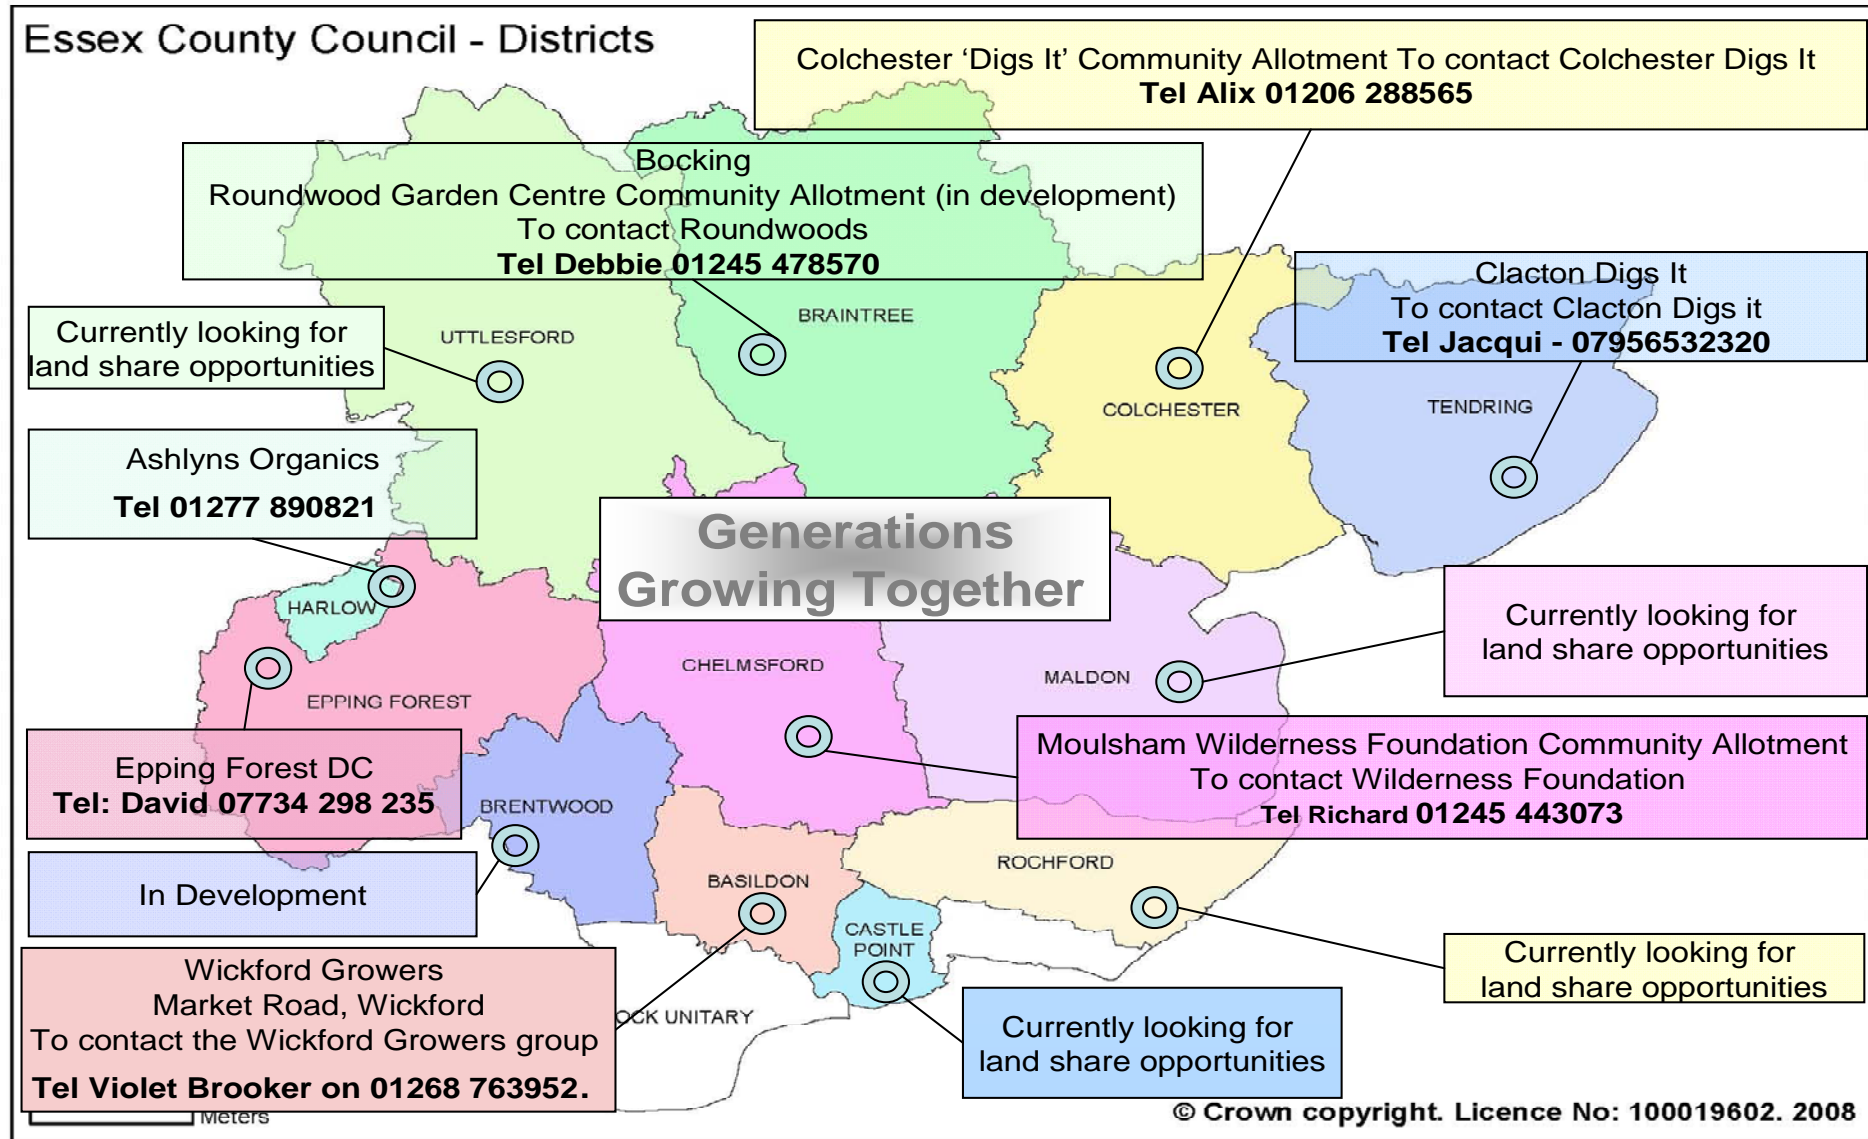 Essex County Council - Districts
Colchester ‘Digs It’ Community Allotment To contact Colchester Digs It
Tel Alix 01206 288565
Bocking
Roundwood Garden Centre Community Allotment (in development)
To contact Roundwoods
Tel Debbie 01245 478570
Clacton Digs It
To contact Clacton Digs it
Tel Jacqui - 07956532320
Currently looking for
land share opportunities
UTTLESFORD
BRAINTREE
COLCHESTER
TENDRING
Ashlyns Organics
Tel 01277 890821
Generations
Growing Together
HARLOW
EPPING FOREST
CHELMSFORD
MALDON
Currently looking for
land share opportunities
Epping Forest DC
Tel: David 07734 298 235
Moulsham Wilderness Foundation Community Allotment
To contact Wilderness Foundation
Tel Richard 01245 443073
BRENTWOOD
In Development
BASILDON
ROCHFORD
CASTLE
POINT
Currently looking for
land share opportunities
Wickford Growers
Market Road, Wickford
To contact the Wickford Growers group
Tel Violet Brooker on 01268 763952.
OCK UNITARY
Currently looking for
land share opportunities
Meters
© Crown copyright. Licence No: 100019602. 2008